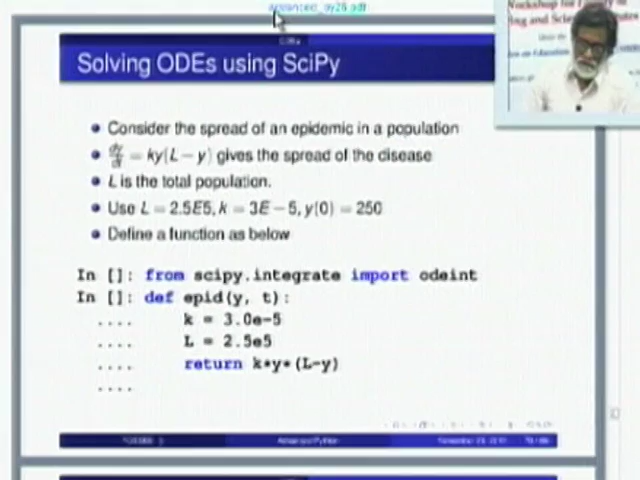 Solving ODEs using SciPy
Consider the spread of an epidemic in a population
dy/dt = ky(L − y) gives the spread of the disease
L is the total population.
Use L = 2.5E5, k = 3E − 5, y(0) = 250
Define a function as below
In []: from scipy.integrate import odeint
In []: def epid(y, t):
.... k = 3.0e-5
.... L = 2.5e5
.... return k*y*(L-y)
....
Advanced Python